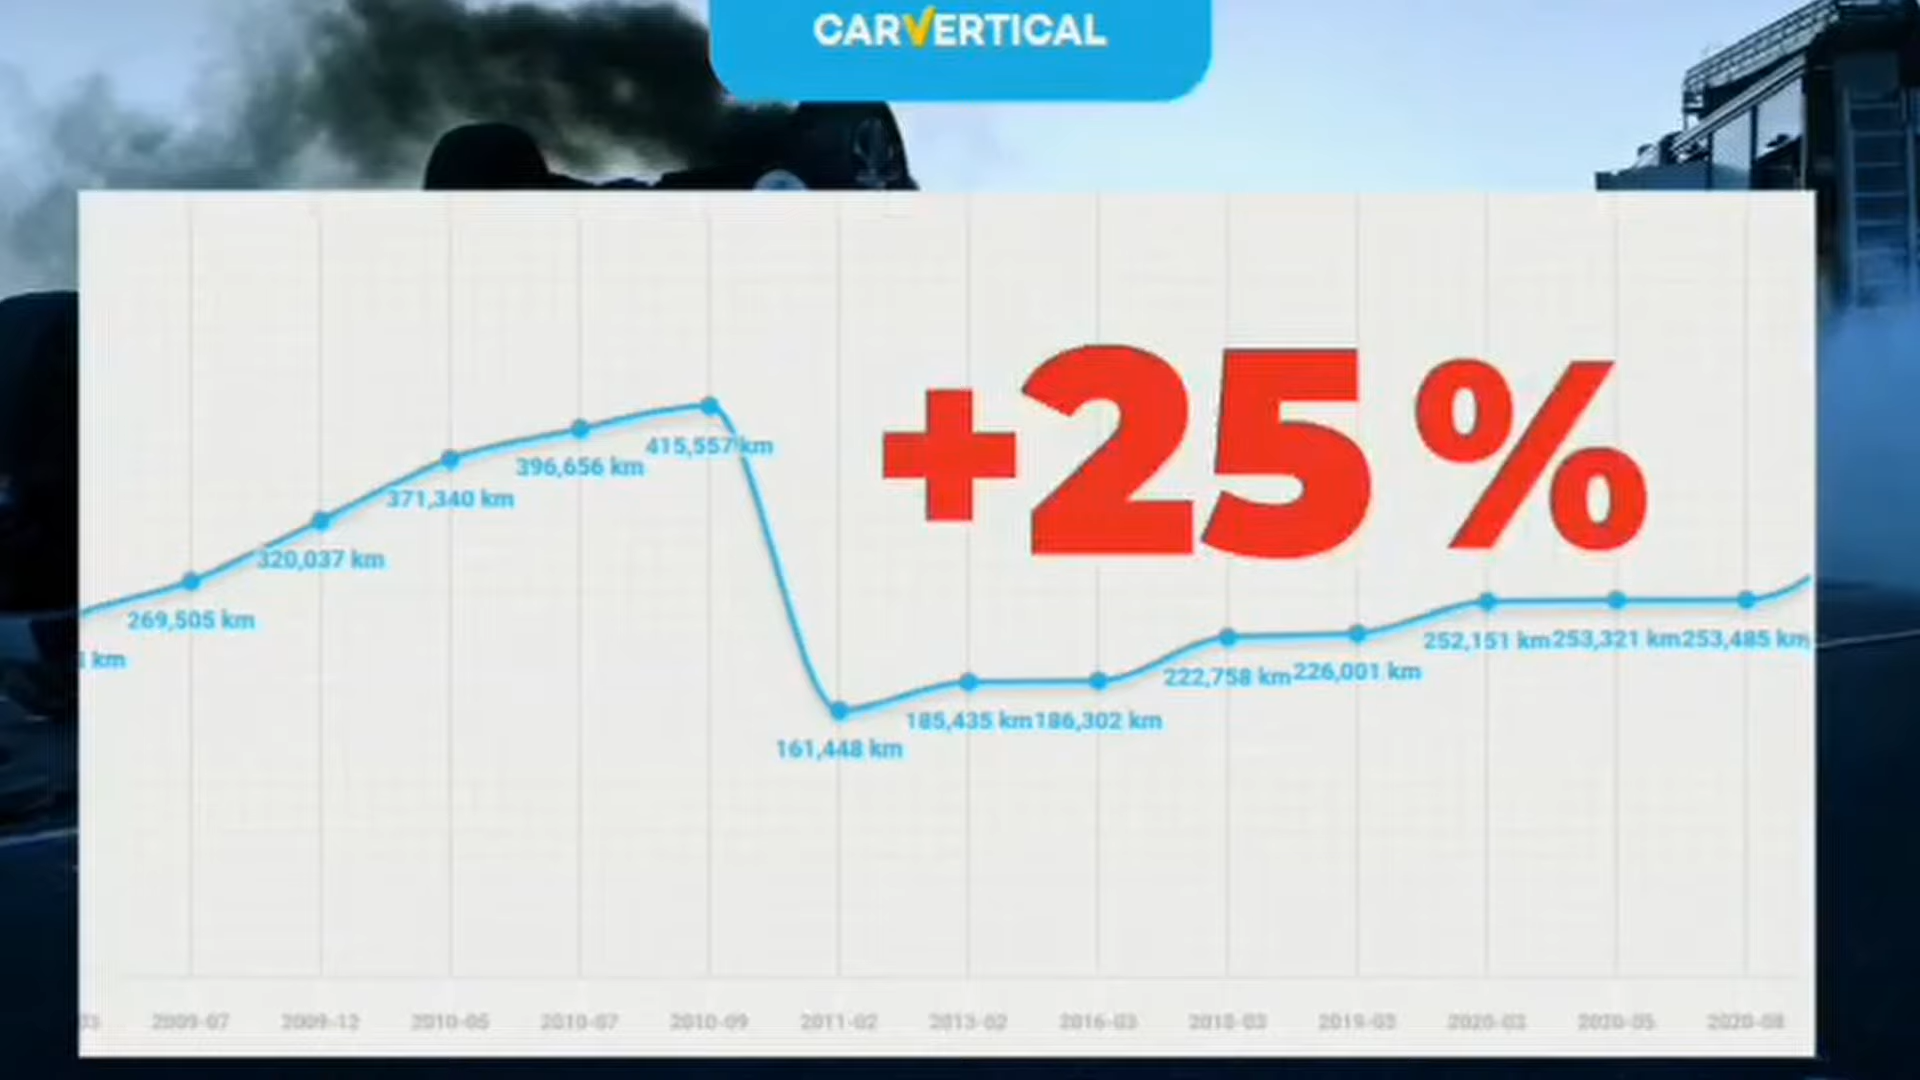 CARVERTICAL
+25%
415,557 km
396,656 km
371,340 km
320,037 km
269,505 km
km
252,151 km
253,321 km
253,485 km
222,758 km
226,001 km
185,435 km
186,302 km
161,448 km
2009-07
2009-12
2010-05
2010-07
2010-09
2011-02
2013-02
2016-03
2018-03
2019-03
2020-03
2020-05
2020-08